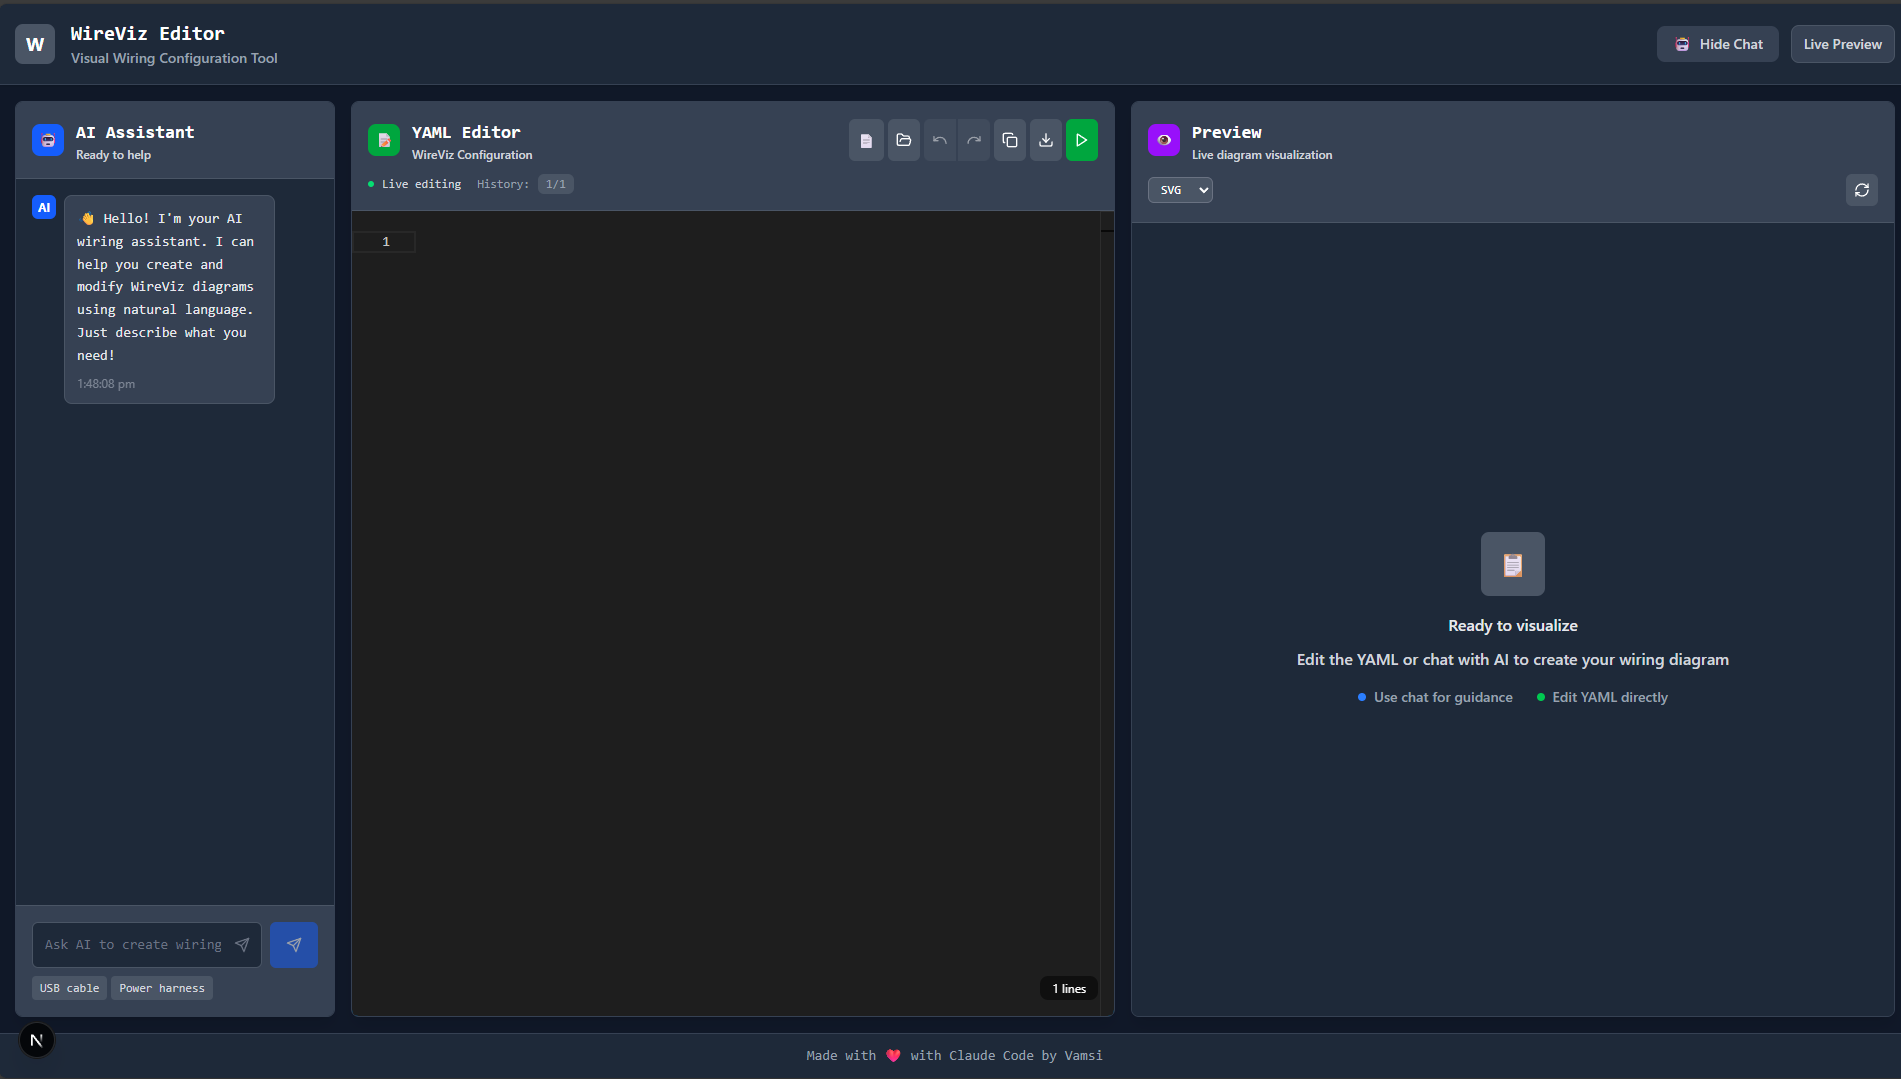 W
WireViz Editor
Visual Wiring Configuration Tool
Hide Chat
Live Preview
AI Assistant
Ready to help
AI
👋 Hello! I'm your AI
wiring assistant. I can
help you create and
modify WireViz diagrams
using natural language.
Just describe what you
need!
1:48:08 pm
Ask AI to create wiring
USB cable
Power harness
YAML Editor
WireViz Configuration
Live editing
History: 1/1
1
1 lines
Preview
Live diagram visualization
SVG
Ready to visualize
Edit the YAML or chat with AI to create your wiring diagram
Use chat for guidance
Edit YAML directly
N
Made with ❤️ with Claude Code by Vamsi